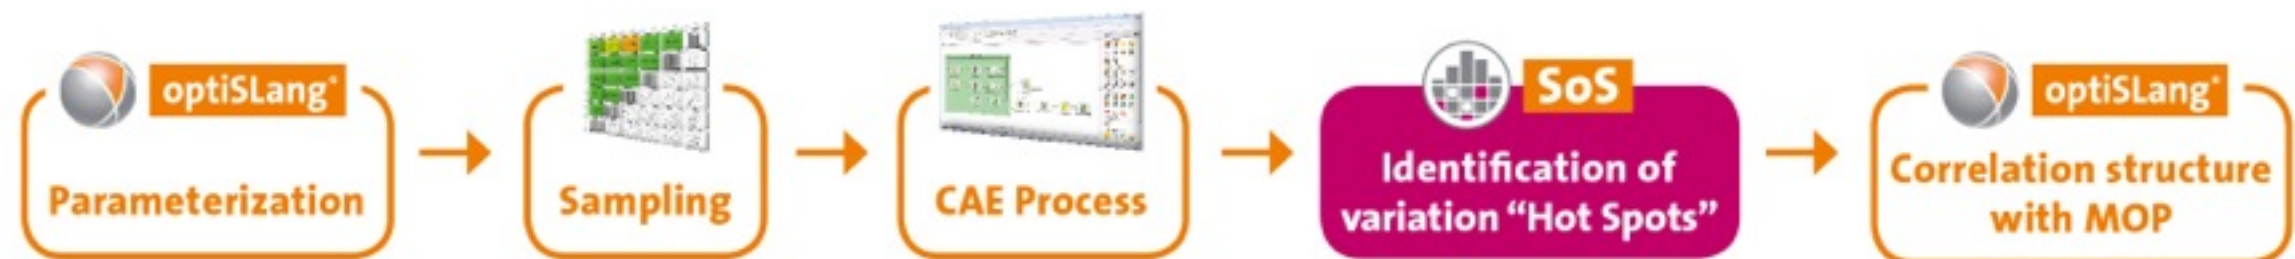 optiSLang®
Parameterization
Sampling
CAE Process
SoS
Identification of
variation “Hot Spots”
optiSLang®
Correlation structure
with MOP